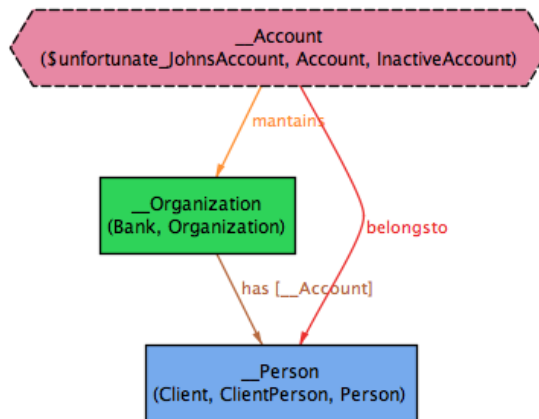 __Account
($unfortunate_JohnsAccount, Account, InactiveAccount)
mantains
__Organization
(Bank, Organization)
belongsto
has [__Account]
__Person
(Client, ClientPerson, Person)